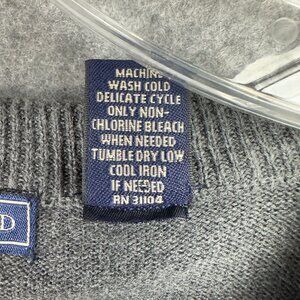 MACHINE
WASH COLD
DELICATE CYCLE
ONLY NON-
CHLORINE BLEACH
WHEN NEEDED
TUMBLE DRY LOW
COOL IRON
IF NEEDED
RN 31104
D